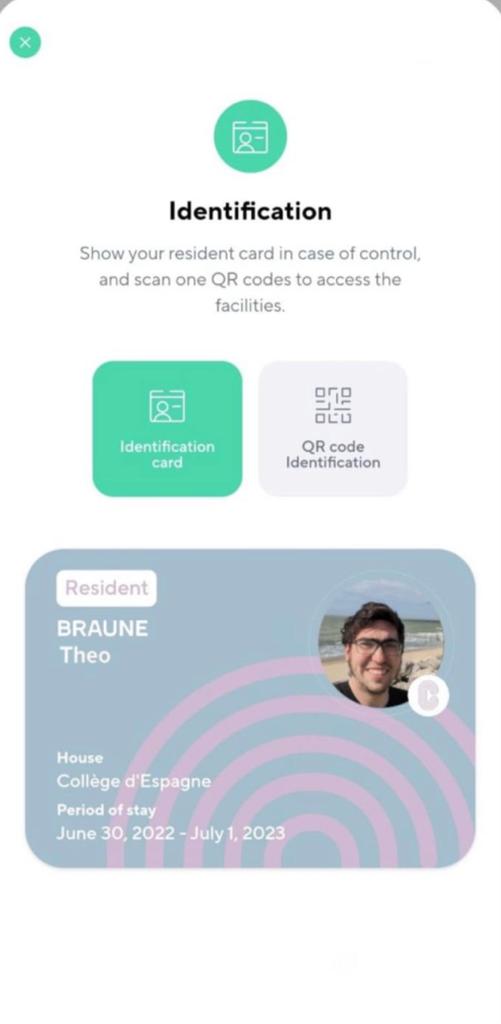 Identification
Show your resident card in case of control,
and scan one QR codes to access the
facilities.
Identification
card
QR code
Identification
Resident
BRAUNE
Theo
House
Collège d'Espagne
Period of stay
June 30, 2022 - July 1, 2023